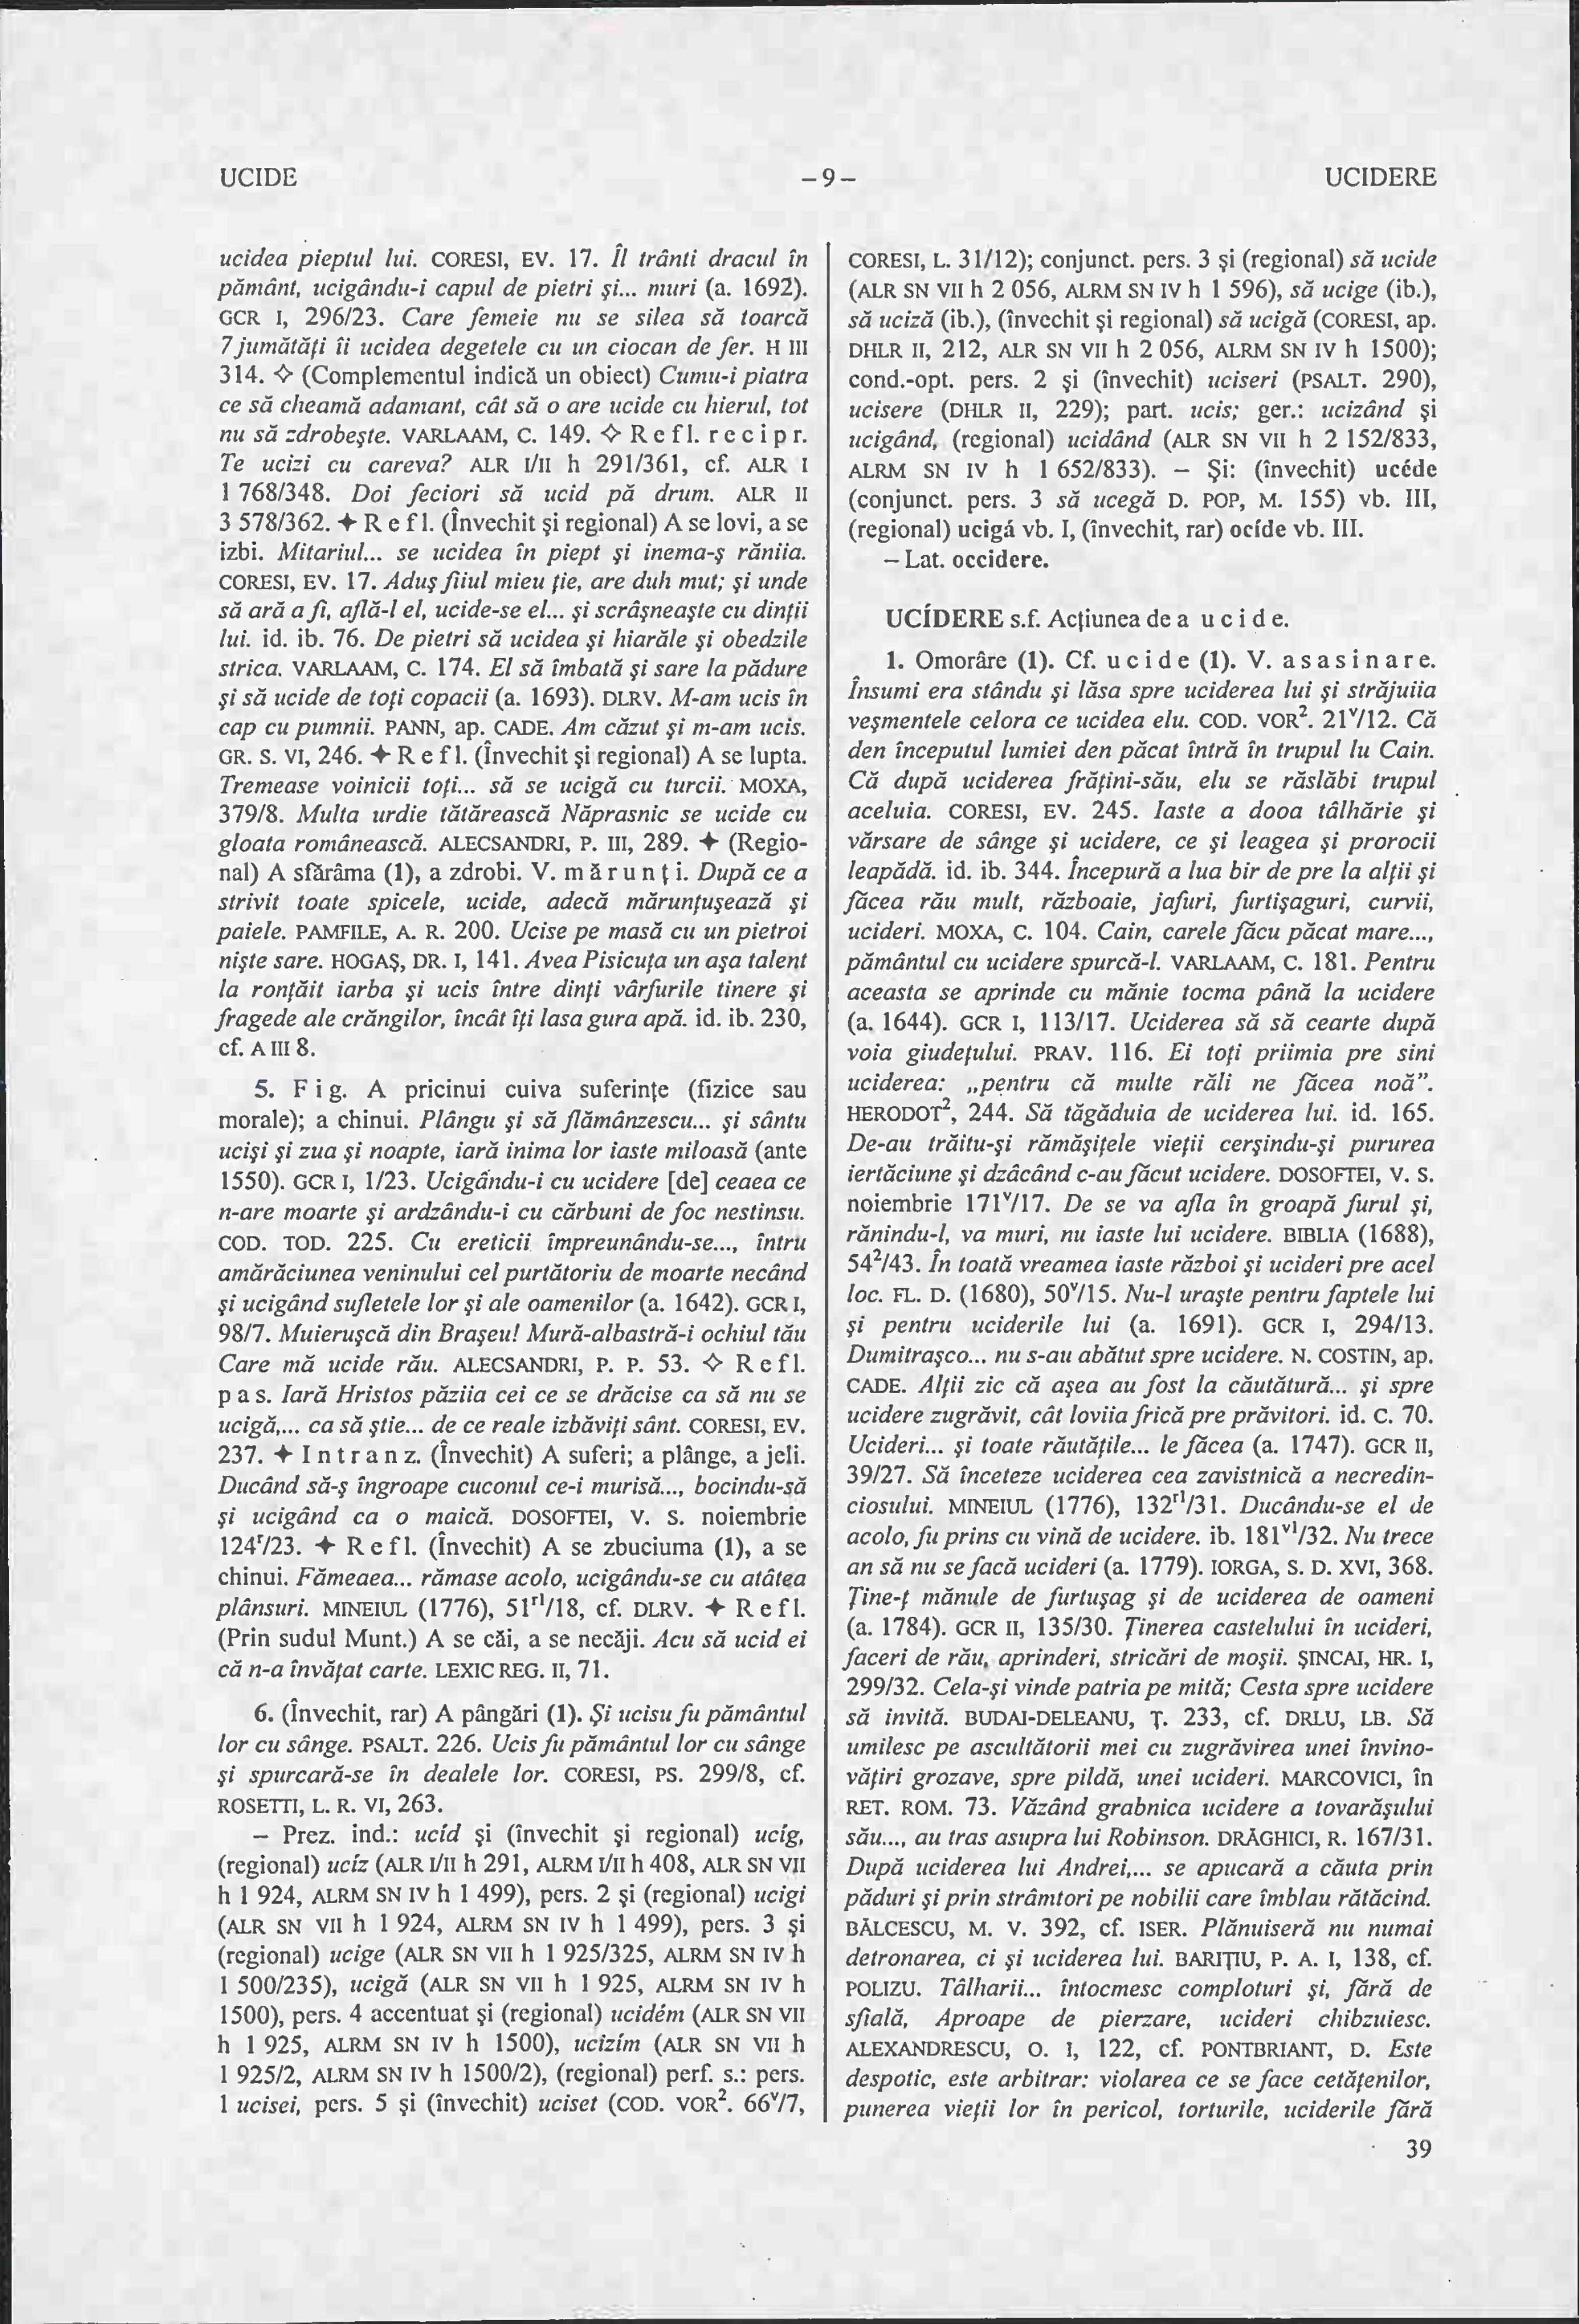 UCIDE
– 9 –
UCIDERE
ucidea pieptul lui. CORESI, EV. 17. Îl trânti dracul în
pământ, ucigându-i capul de pietri şi... muri (a. 1692).
GCR I, 296/23. Care femeie nu se silea să toarcă
7 jumătăţi îi ucidea degetele cu un ciocan de fer. H III
314. ✧ (Complementul indică un obiect) Cumu-i piatra
ce să cheamă adamant, cât să o are ucide cu hierul, tot
nu să zdrobeşte. VARLAAM, C. 149. ✧ R e f l. r e c i p r.
Te ucizi cu careva? ALR I/II h 291/361, cf. ALR I
1 768/348. Doi feciori să ucid pă drum. ALR II
3 578/362. ✦ R e f l. (Învechit şi regional) A se lovi, a se
izbi. Mitariul... se ucidea în piept şi inema-ş răniia.
CORESI, EV. 17. Aduş fiiul mieu ţie, are duh mut; şi unde
să ară a fi, află-l el, ucide-se el... şi scrâşneaşte cu dinţii
lui. id. ib. 76. De pietri să ucidea şi hiarăle şi obedzile
strica. VARLAAM, C. 174. El să îmbată şi sare la pădure
şi să ucide de toţi copacii (a. 1693). DLRV. M-am ucis în
cap cu pumnii. PANN, ap. CADE. Am căzut şi m-am ucis.
GR. S. VI, 246. ✦ R e f l. (Învechit şi regional) A se lupta.
Tremease voinicii toţi... să se ucigă cu turcii. MOXA,
379/8. Multa urdie tătărească Năprasnic se ucide cu
gloata românească. ALECSANDRI, P. III, 289. ✦ (Regio-
nal) A sfărâma (1), a zdrobi. V. m ă r u n ţ i. După ce a
strivit toate spicele, ucide, adecă mărunţuşează şi
paiele. PAMFILE, A. R. 200. Ucise pe masă cu un pietroi
nişte sare. HOGAŞ, DR. I, 141. Avea Pisicuţa un aşa talent
la ronţăit iarba şi ucis între dinţi vârfurile tinere şi
fragede ale crăngilor, încât îţi lasa gura apă. id. ib. 230,
cf. A III 8.
5. F i g. A pricinui cuiva suferinţe (fizice sau
morale); a chinui. Plângu şi să flămânzescu... şi sântu
ucişi şi zua şi noapte, iară inima lor iaste miloasă (ante
1550). GCR I, 1/23. Ucigându-i cu ucidere [de] ceaea ce
n-are moarte şi ardzându-i cu cărbuni de foc nestinsu.
COD. TOD. 225. Cu ereticii împreunându-se..., întru
amărăciunea veninului cel purtătoriu de moarte necând
şi ucigând sufletele lor şi ale oamenilor (a. 1642). GCR I,
98/7. Muieruşcă din Braşeu! Mură-albastră-i ochiul tău
Care mă ucide rău. ALECSANDRI, P. P. 53. ✧ R e f l.
p a s. Iară Hristos păziia cei ce se drăcise ca să nu se
ucigă,... ca să ştie... de ce reale izbăviţi sânt. CORESI, EV.
237. ✦ I n t r a n z. (Învechit) A suferi; a plânge, a jeli.
Ducând să-ş îngroape cuconul ce-i murisă..., bocindu-să
şi ucigând ca o maică. DOSOFTEI, V. S. noiembrie
124ʳ/23. ✦ R e f l. (Învechit) A se zbuciuma (1), a se
chinui. Fămeaea... rămase acolo, ucigându-se cu atâtea
plânsuri. MINEIUL (1776), 51ʳ¹/18, cf. DLRV. ✦ R e f l.
(Prin sudul Munt.) A se căi, a se necăji. Acu să ucid ei
că n-a învăţat carte. LEXIC REG. II, 71.
6. (Învechit, rar) A pângări (1). Şi ucisu fu pământul
lor cu sânge. PSALT. 226. Ucis fu pământul lor cu sânge
şi spurcară-se în dealele lor. CORESI, PS. 299/8, cf.
ROSETTI, L. R. VI, 263.
– Prez. ind.: ucíd şi (învechit şi regional) ucíg,
(regional) ucíz (ALR I/II h 291, ALRM I/II h 408, ALR SN VII
h 1 924, ALRM SN IV h 1 499), pers. 2 şi (regional) ucigi
(ALR SN VII h 1 924, ALRM SN IV h 1 499), pers. 3 şi
(regional) ucige (ALR SN VII h 1 925/325, ALRM SN IV h
1 500/235), ucigă (ALR SN VII h 1 925, ALRM SN IV h
1500), pers. 4 accentuat şi (regional) ucidém (ALR SN VII
h 1 925, ALRM SN IV h 1500), ucizím (ALR SN VII h
1 925/2, ALRM SN IV h 1500/2), (regional) perf. s.: pers.
1 ucisei, pers. 5 şi (învechit) uciset (COD. VOR². 66ᵛ/7,
CORESI, L. 31/12); conjunct. pers. 3 şi (regional) să ucide
(ALR SN VII h 2 056, ALRM SN IV h 1 596), să ucige (ib.),
să uciză (ib.), (învechit şi regional) să ucigă (CORESI, ap.
DHLR II, 212, ALR SN VII h 2 056, ALRM SN IV h 1500);
cond.-opt. pers. 2 şi (învechit) uciseri (PSALT. 290),
ucisere (DHLR II, 229); part. ucis; ger.: ucizând şi
ucigând, (regional) ucidând (ALR SN VII h 2 152/833,
ALRM SN IV h 1 652/833). – Şi: (învechit) ucéde
(conjunct. pers. 3 să ucegă D. POP, M. 155) vb. III,
(regional) ucigá vb. I, (învechit, rar) ocíde vb. III.
– Lat. occidere.
UCÍDERE s.f. Acţiunea de a u c i d e.
1. Omorâre (1). Cf. u c i d e (1). V. a s a s i n a r e.
Însumi era stându şi lăsa spre uciderea lui şi străjuiia
veşmentele celora ce ucidea elu. COD. VOR². 21ᵛ/12. Că
den începutul lumiei den păcat întră în trupul lu Cain.
Că după uciderea frăţini-său, elu se răslăbi trupul
aceluia. CORESI, EV. 245. Iaste a dooa tâlhărie şi
vărsare de sânge şi ucidere, ce şi leagea şi prorocii
leapădă. id. ib. 344. Începură a lua bir de pre la alţii şi
făcea rău mult, războaie, jafuri, furtişaguri, curvii,
ucideri. MOXA, C. 104. Cain, carele făcu păcat mare...,
pământul cu ucidere spurcă-l. VARLAAM, C. 181. Pentru
aceasta se aprinde cu mănie tocma până la ucidere
(a. 1644). GCR I, 113/17. Uciderea să să cearte după
voia giudeţului. PRAV. 116. Ei toţi priimia pre sini
uciderea: „pentru că multe răli ne făcea noă”.
HERODOT², 244. Să tăgăduia de uciderea lui. id. 165.
De-au trăitu-şi rămăşiţele vieţii cerşindu-şi pururea
iertăciune şi dzâcând c-au făcut ucidere. DOSOFTEI, V. S.
noiembrie 171ᵛ/17. De se va afla în groapă furul şi,
rănindu-l, va muri, nu iaste lui ucidere. BIBLIA (1688),
54²/43. În toată vreamea iaste război şi ucideri pre acel
loc. FL. D. (1680), 50ᵛ/15. Nu-l uraşte pentru faptele lui
şi pentru uciderile lui (a. 1691). GCR I, 294/13.
Dumitraşco... nu s-au abătut spre ucidere. N. COSTIN, ap.
CADE. Alţii zic că aşea au fost la căutătură... şi spre
ucidere zugrăvit, cât loviia frică pre prăvitori. id. C. 70.
Ucideri... şi toate răutăţile... le făcea (a. 1747). GCR II,
39/27. Să înceteze uciderea cea zavistnică a necredin-
ciosului. MINEIUL (1776), 132ʳ¹/31. Ducându-se el de
acolo, fu prins cu vină de ucidere. ib. 181ᵛ¹/32. Nu trece
an să nu se facă ucideri (a. 1779). IORGA, S. D. XVI, 368.
Ţine-ţ mănule de furtuşag şi de uciderea de oameni
(a. 1784). GCR II, 135/30. Ţinerea castelului în ucideri,
faceri de rău, aprinderi, stricări de moşii. ŞINCAI, HR. I,
299/32. Cela-şi vinde patria pe mită; Cesta spre ucidere
să invită. BUDAI-DELEANU, Ţ. 233, cf. DRLU, LB. Să
umilesc pe ascultătorii mei cu zugrăvirea unei învino-
văţiri grozave, spre pildă, unei ucideri. MARCOVICI, în
RET. ROM. 73. Văzând grabnica ucidere a tovarăşului
său..., au tras asupra lui Robinson. DRĂGHICI, R. 167/31.
După uciderea lui Andrei,... se apucară a căuta prin
păduri şi prin strâmtori pe nobilii care îmblau rătăcind.
BĂLCESCU, M. V. 392, cf. ISER. Plănuiseră nu numai
detronarea, ci şi uciderea lui. BARIŢIU, P. A. I, 138, cf.
POLIZU. Tâlharii... întocmesc comploturi şi, fără de
sfială, Aproape de pierzare, ucideri chibzuiesc.
ALEXANDRESCU, O. I, 122, cf. PONTBRIANT, D. Este
despotic, este arbitrar: violarea ce se face cetăţenilor,
punerea vieţii lor în pericol, torturile, uciderile fără
39